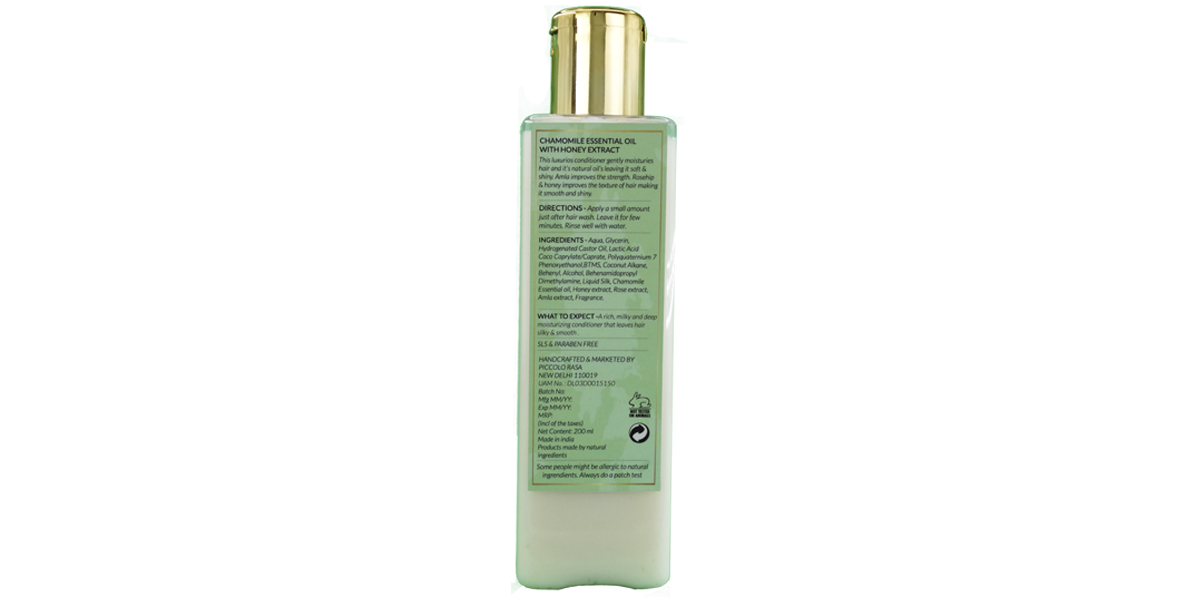 CHAMOMILE ESSENTIAL OIL
WITH HONEY EXTRACT
This luxurios conditioner gently moisturies
hair and it's natural oil's leaving it soft &
shiny. Amla improves the strength. Rosehip
& honey improves the texture of hair making
it smooth and shiny.
DIRECTIONS - Apply a small amount
just after hair wash. Leave it for few
minutes. Rinse well with water.
INGREDIENTS - Aqua, Glycerin,
Hydrogenated Castor Oil, Lactic Acid
Coco Caprylate/Caprate, Polyquaternium 7
Phenoxyethanol,BTMS, Coconut Alkane,
Behenyl, Alcohol, Behenamidopropyl
Dimethylamine, Liquid Silk, Chamomile
Essential oil, Honey extract, Rose extract,
Amla extract, Fragrance.
WHAT TO EXPECT -A rich, milky and deep
moisturizing conditioner that leaves hair
silky & smooth .
SLS & PARABEN FREE
HANDCRAFTED & MARKETED BY
PICCOLO RASA
NEW DELHI 110019
UAM No. : DL03D0015150
Batch No:
Mfg MM/YY:
Exp MM/YY:
MRP:
(Incl of the taxes)
Net Content: 200 ml
Made in india
Products made by natural
ingredients
NOT TESTED
ON ANIMALS
Some people might be allergic to natural
ingrendients. Always do a patch test